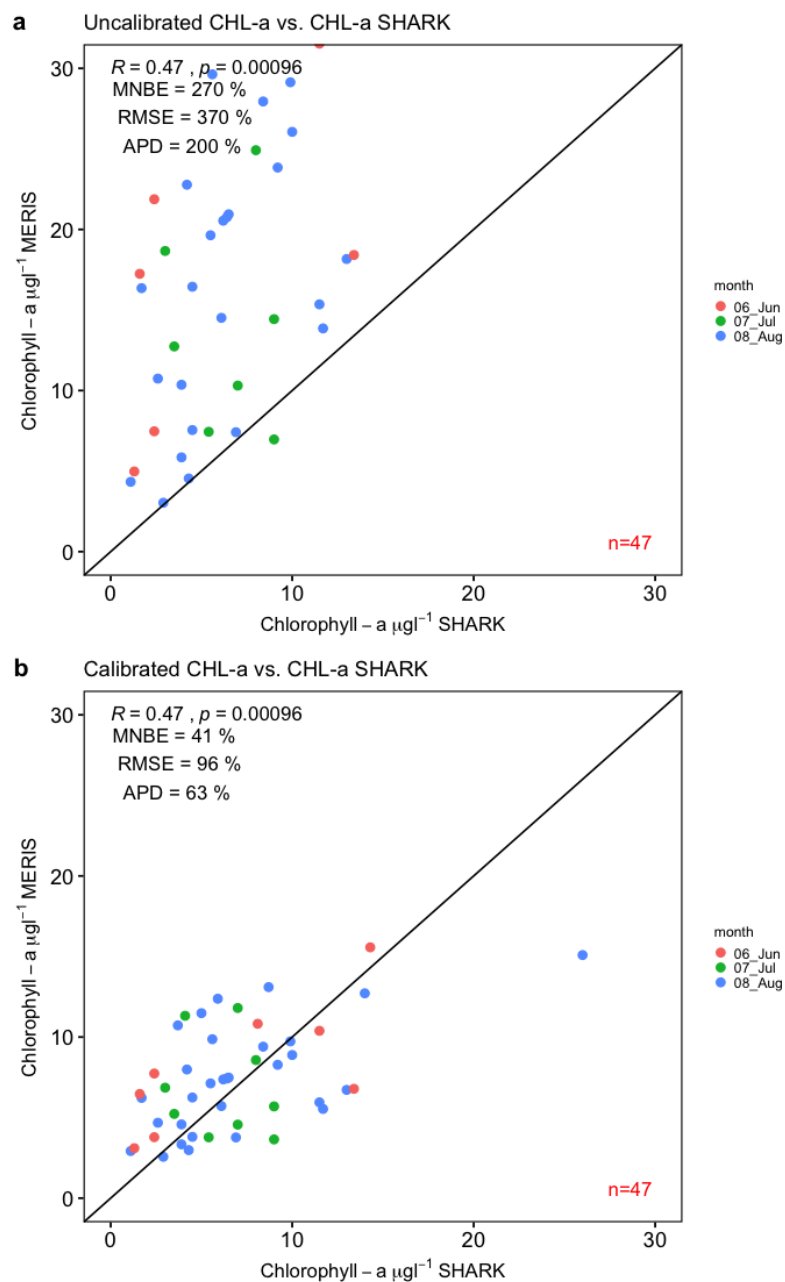 a
Uncalibrated CHL-a vs. CHL-a SHARK
R = 0.47 , p = 0.00096
MNBE = 270 %
RMSE = 370 %
APD = 200 %
30
20
10
0
Chlorophyll – a μgl⁻¹ MERIS
n=47
0 10 20 30
Chlorophyll – a μgl⁻¹ SHARK
month
06_Jun
07_Jul
08_Aug
b
Calibrated CHL-a vs. CHL-a SHARK
R = 0.47 , p = 0.00096
MNBE = 41 %
RMSE = 96 %
APD = 63 %
30
20
10
0
Chlorophyll – a μgl⁻¹ MERIS
n=47
0 10 20 30
Chlorophyll – a μgl⁻¹ SHARK
month
06_Jun
07_Jul
08_Aug